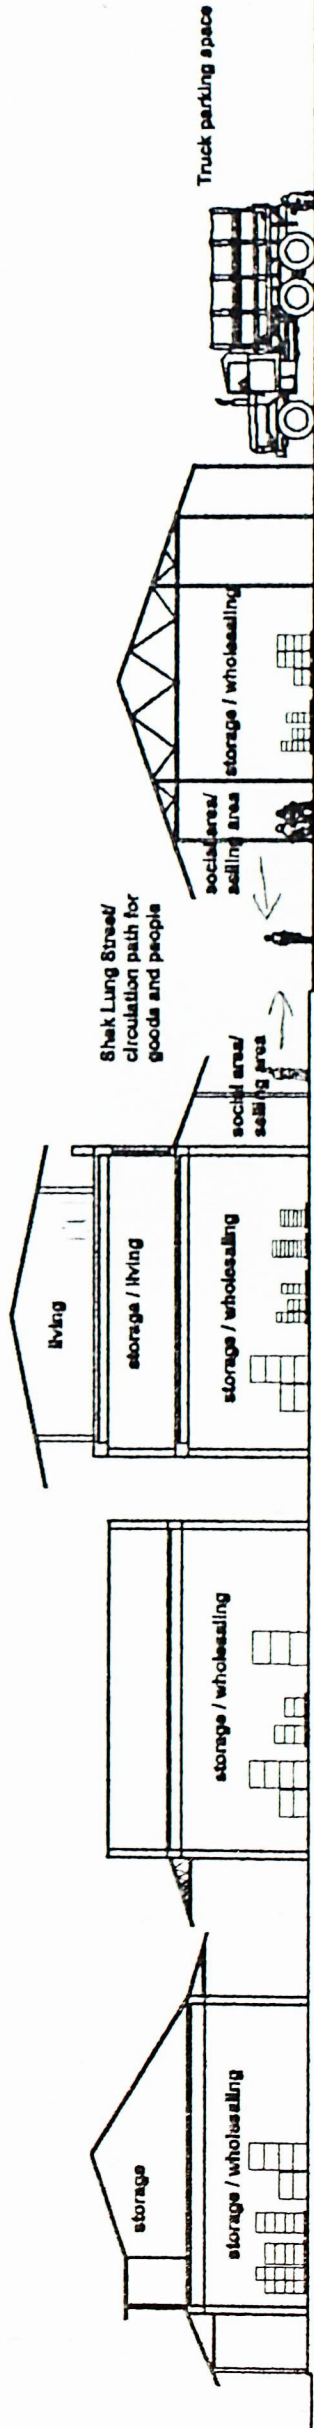 storage
storage / wholesaling
storage / wholesaling
living
storage / living
storage / wholesaling
social area/
selling area
Shek Lung Street/
circulation path for
goods and people
social area/
selling area
storage / wholesaling
Truck parking space